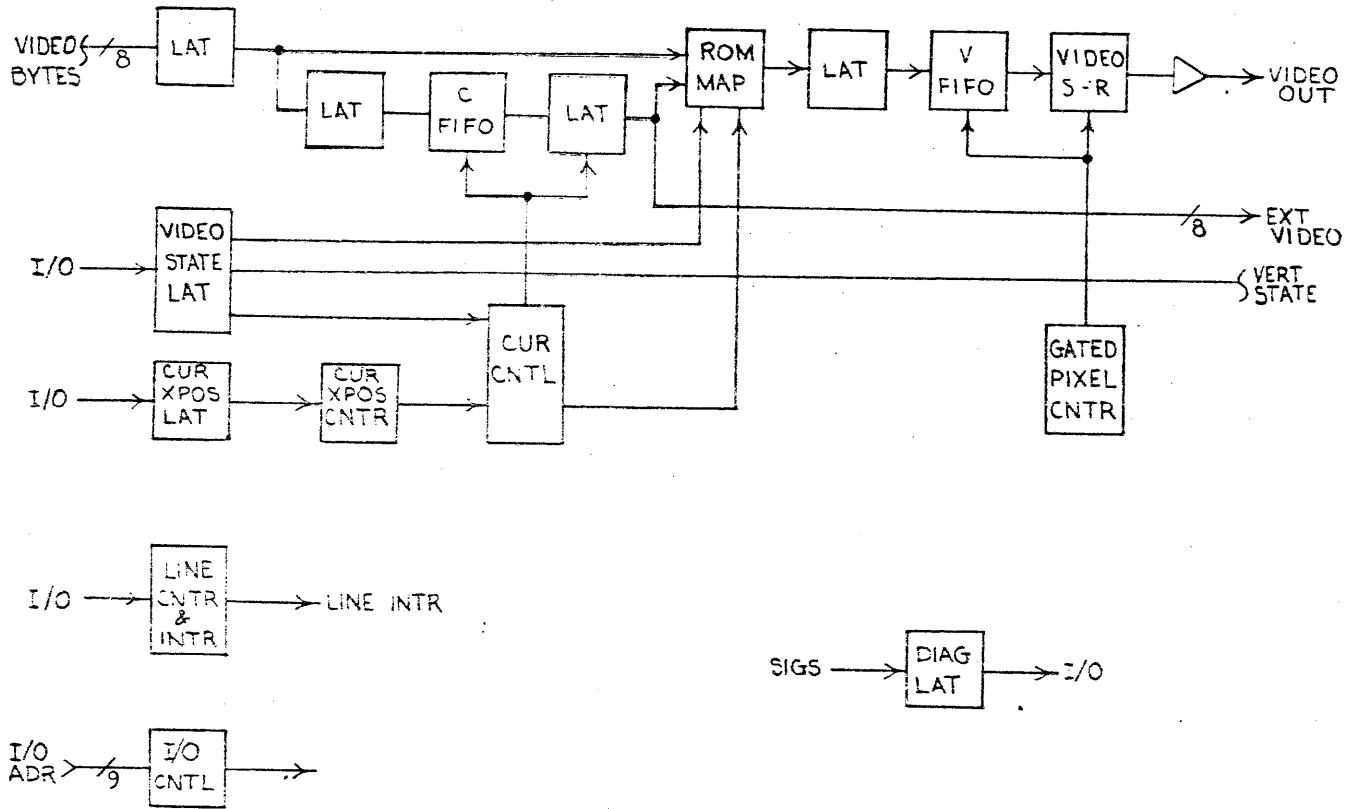 VIDEO
BYTES
8
LAT
LAT
C
FIFO
LAT
ROM
MAP
LAT
V
FIFO
VIDEO
S-R
VIDEO
OUT
8
EXT
VIDEO
I/O
VIDEO
STATE
LAT
VERT
STATE
I/O
CUR
XPOS
LAT
CUR
XPOS
CNTR
CUR
CNTL
GATED
PIXEL
CNTR
I/O
LINE
CNTR
&
INTR
LINE INTR
SIGS
DIAG
LAT
I/O
I/O
ADR
9
I/O
CNTL